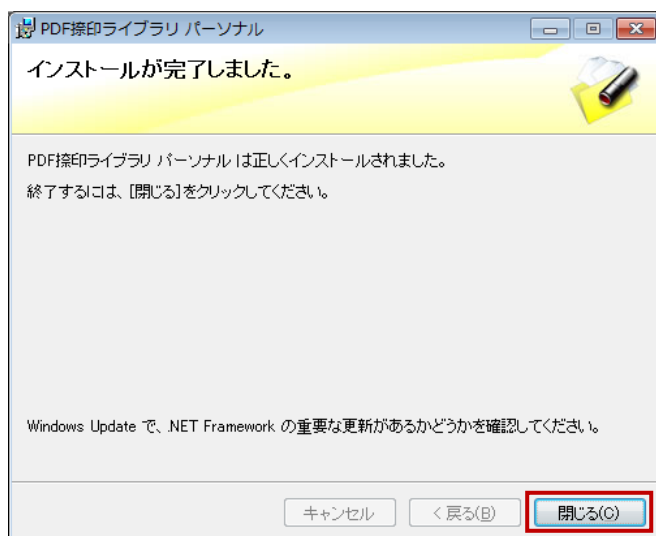 PDF捺印ライブラリ パーソナル
インストールが完了しました。
PDF捺印ライブラリ パーソナル は正しくインストールされました。
終了するには、[閉じる]をクリックしてください。
Windows Update で、.NET Framework の重要な更新があるかどうかを確認してください。
キャンセル < 戻る(B) 閉じる(C)